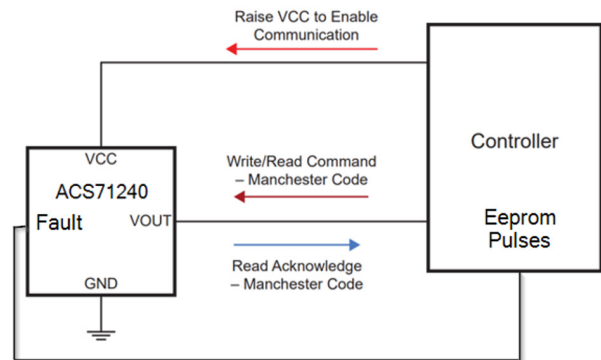 Raise VCC to Enable
Communication
Controller
VCC
ACS71240
Fault
VOUT
GND
Write/Read Command
– Manchester Code
Read Acknowledge
– Manchester Code
Eeprom
Pulses